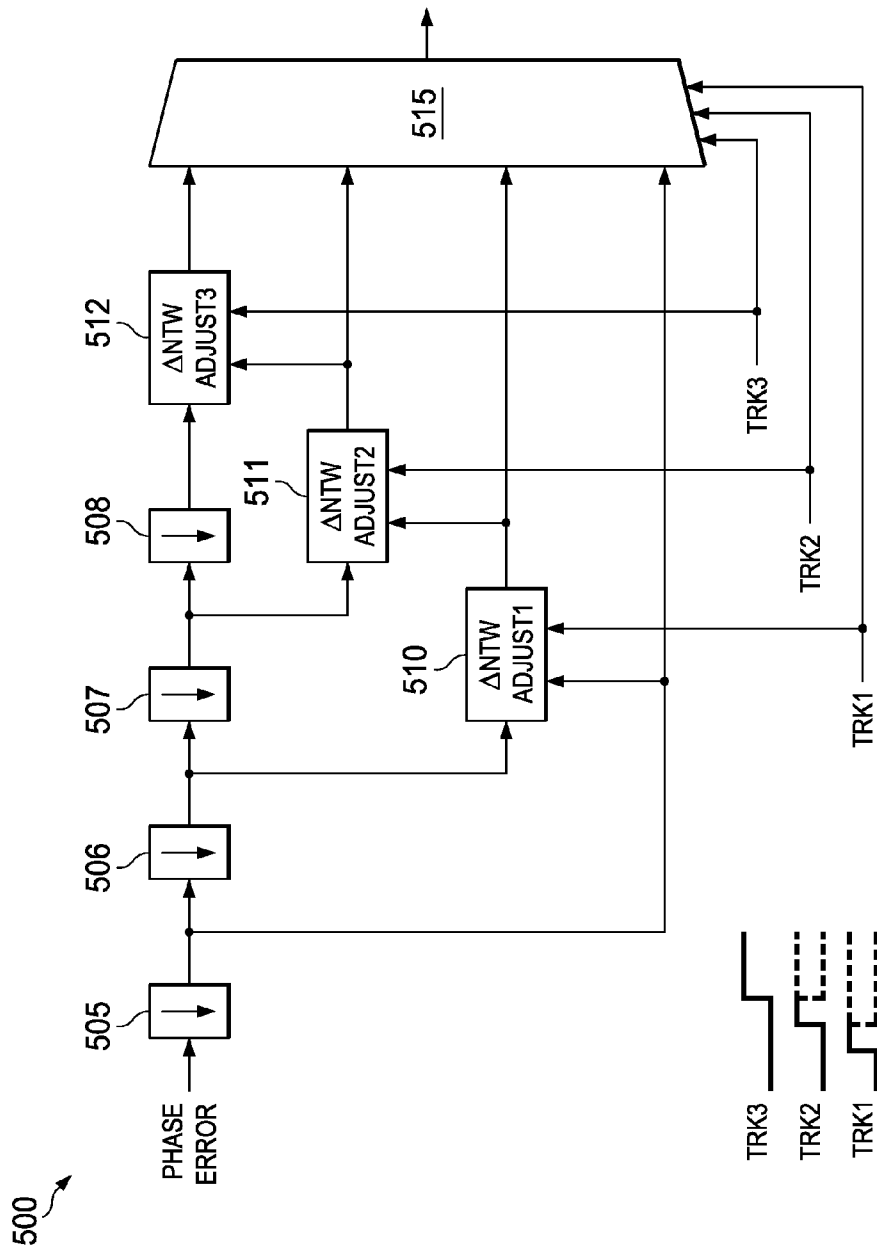 500
PHASE
ERROR
505
506
507
508
512
ΔNTW
ADJUST3
511
ΔNTW
ADJUST2
510
ΔNTW
ADJUST1
515
TRK3
TRK2
TRK1
TRK3
TRK2
TRK1